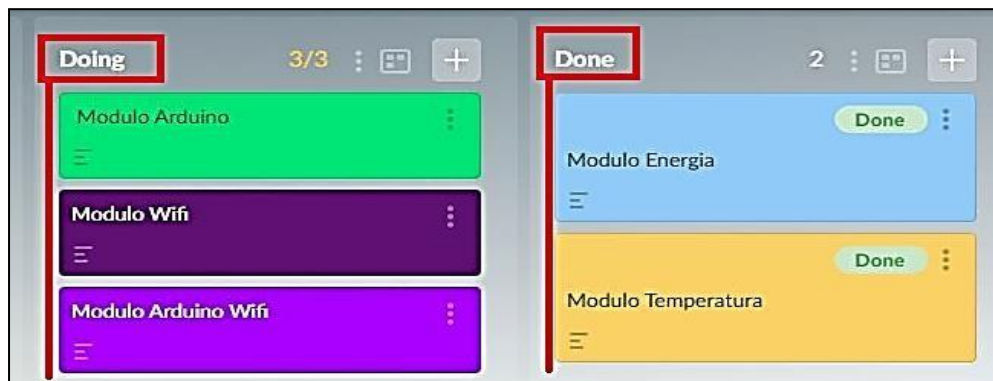 Doing 3/3
Modulo Arduino
Modulo Wifi
Modulo Arduino Wifi
Done 2
Done
Modulo Energia
Done
Modulo Temperatura